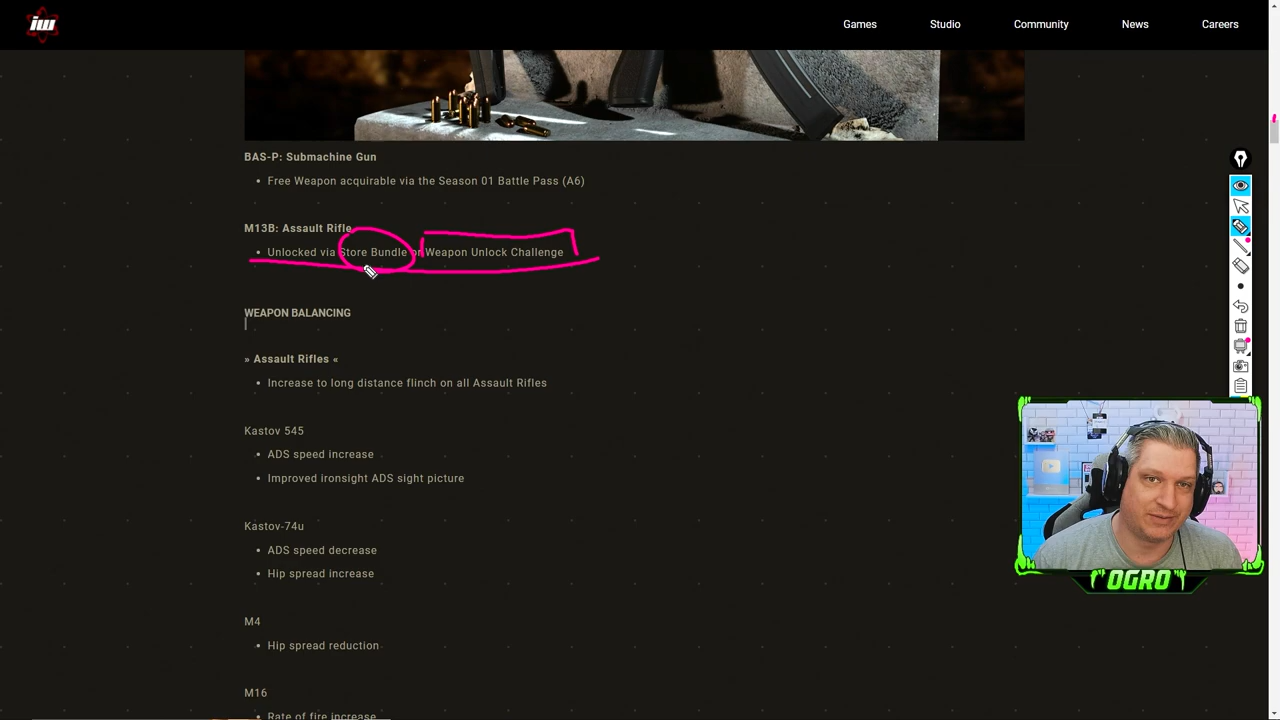 iw
Games Studio Community News Careers
BAS-P: Submachine Gun
• Free Weapon acquirable via the Season 01 Battle Pass (A6)
M13B: Assault Rifle
• Unlocked via Store Bundle or Weapon Unlock Challenge
WEAPON BALANCING
» Assault Rifles «
• Increase to long distance flinch on all Assault Rifles
Kastov 545
• ADS speed increase
• Improved ironsight ADS sight picture
Kastov-74u
• ADS speed decrease
• Hip spread increase
M4
• Hip spread reduction
M16
• Rate of fire increase
OGRO